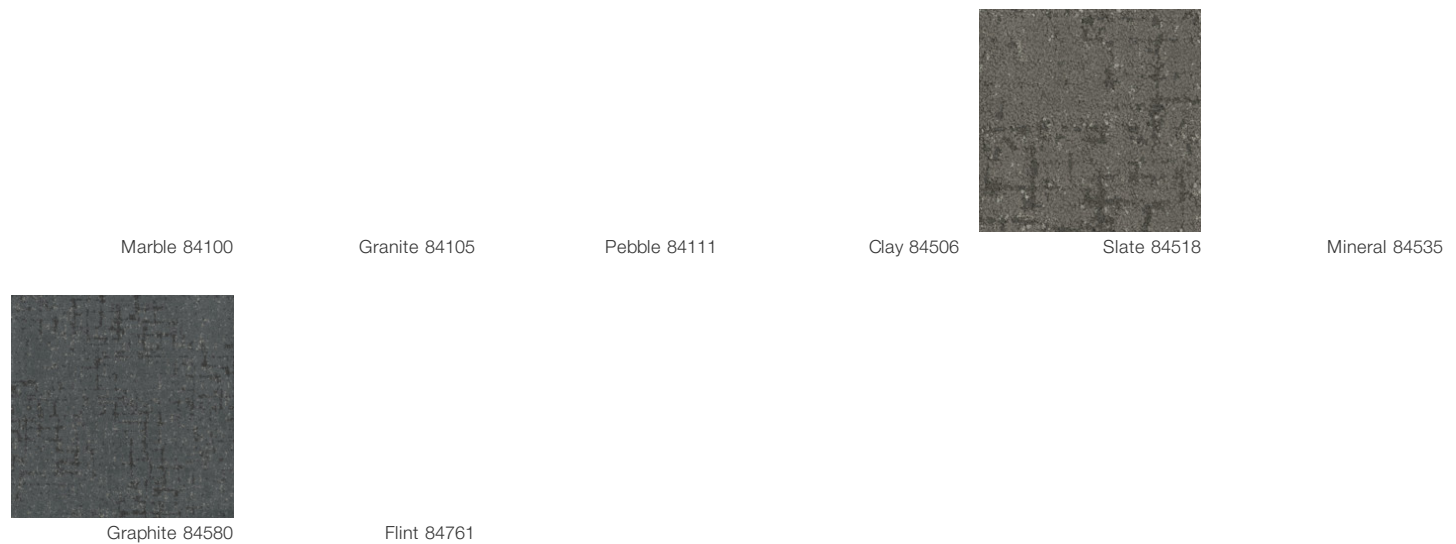 Marble 84100
Granite 84105
Pebble 84111
Clay 84506
Slate 84518
Mineral 84535
Graphite 84580
Flint 84761